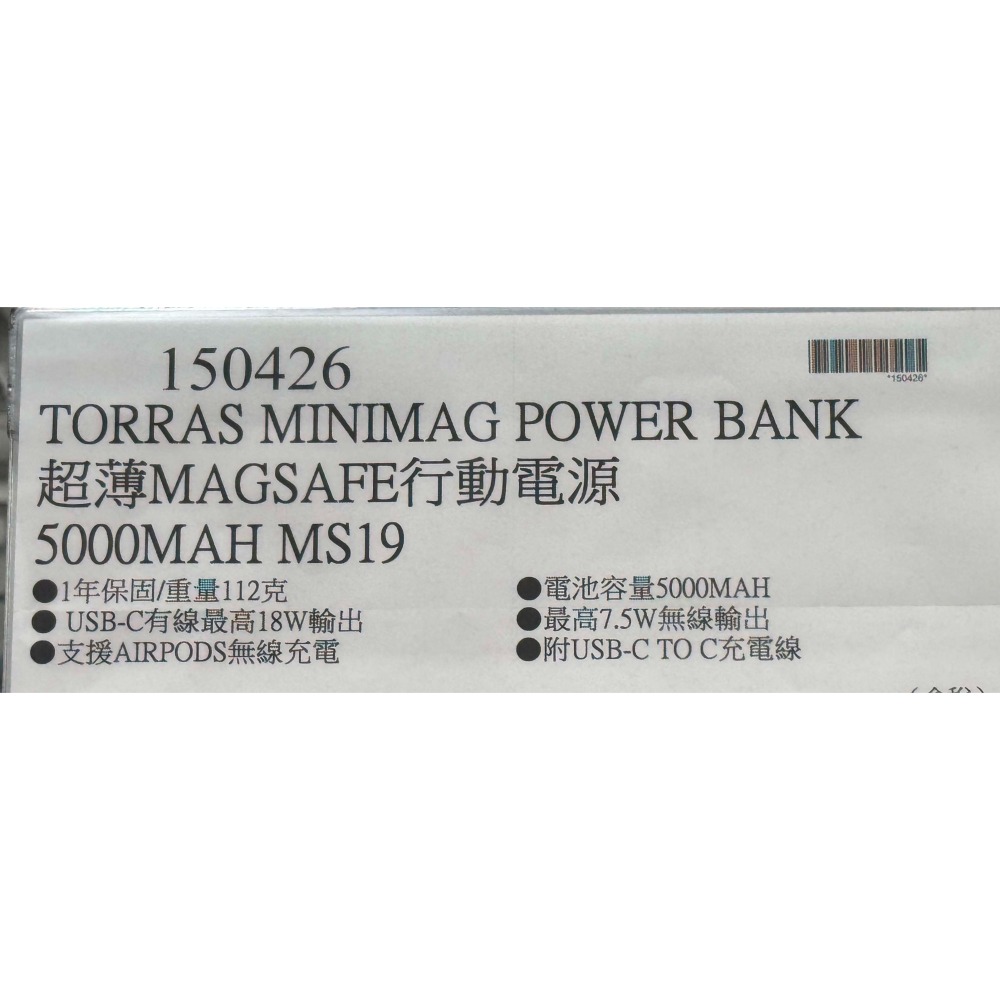 150426
*150426*
TORRAS MINIMAG POWER BANK
超薄MAGSAFE行動電源
5000MAH MS19
●1年保固/重量112克
●電池容量5000MAH
● USB-C有線最高18W輸出
●最高7.5W無線輸出
●支援AIRPODS無線充電
●附USB-C TO C充電線